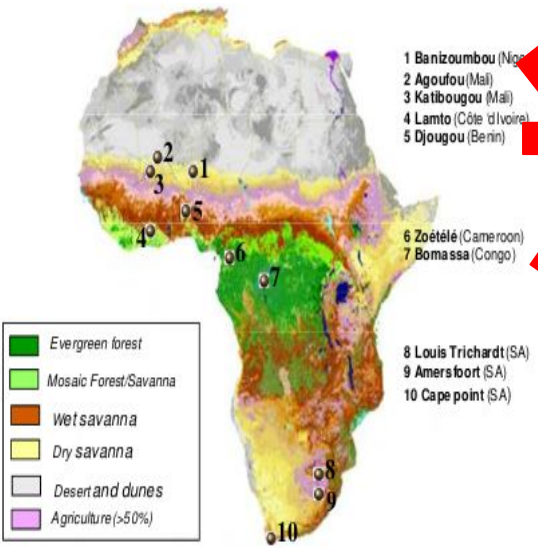 1 Banizoumbou
2 Agoufou (Mali)
3 Katibougou (Mali)
4 Lamto (Côte d'Ivoire)
5 Djougou (Benin)
2
3
1
5
4
6
7
6 Zoétélé (Cameroon)
7 Bomassa (Congo)
Evergreen forest
Mosaic Forest/Savanna
Wet savanna
Dry savanna
Desert and dunes
Agriculture (>50%)
8 Louis Trichardt (SA)
9 Amersfoort (SA)
10 Cape point (SA)
8
9
10